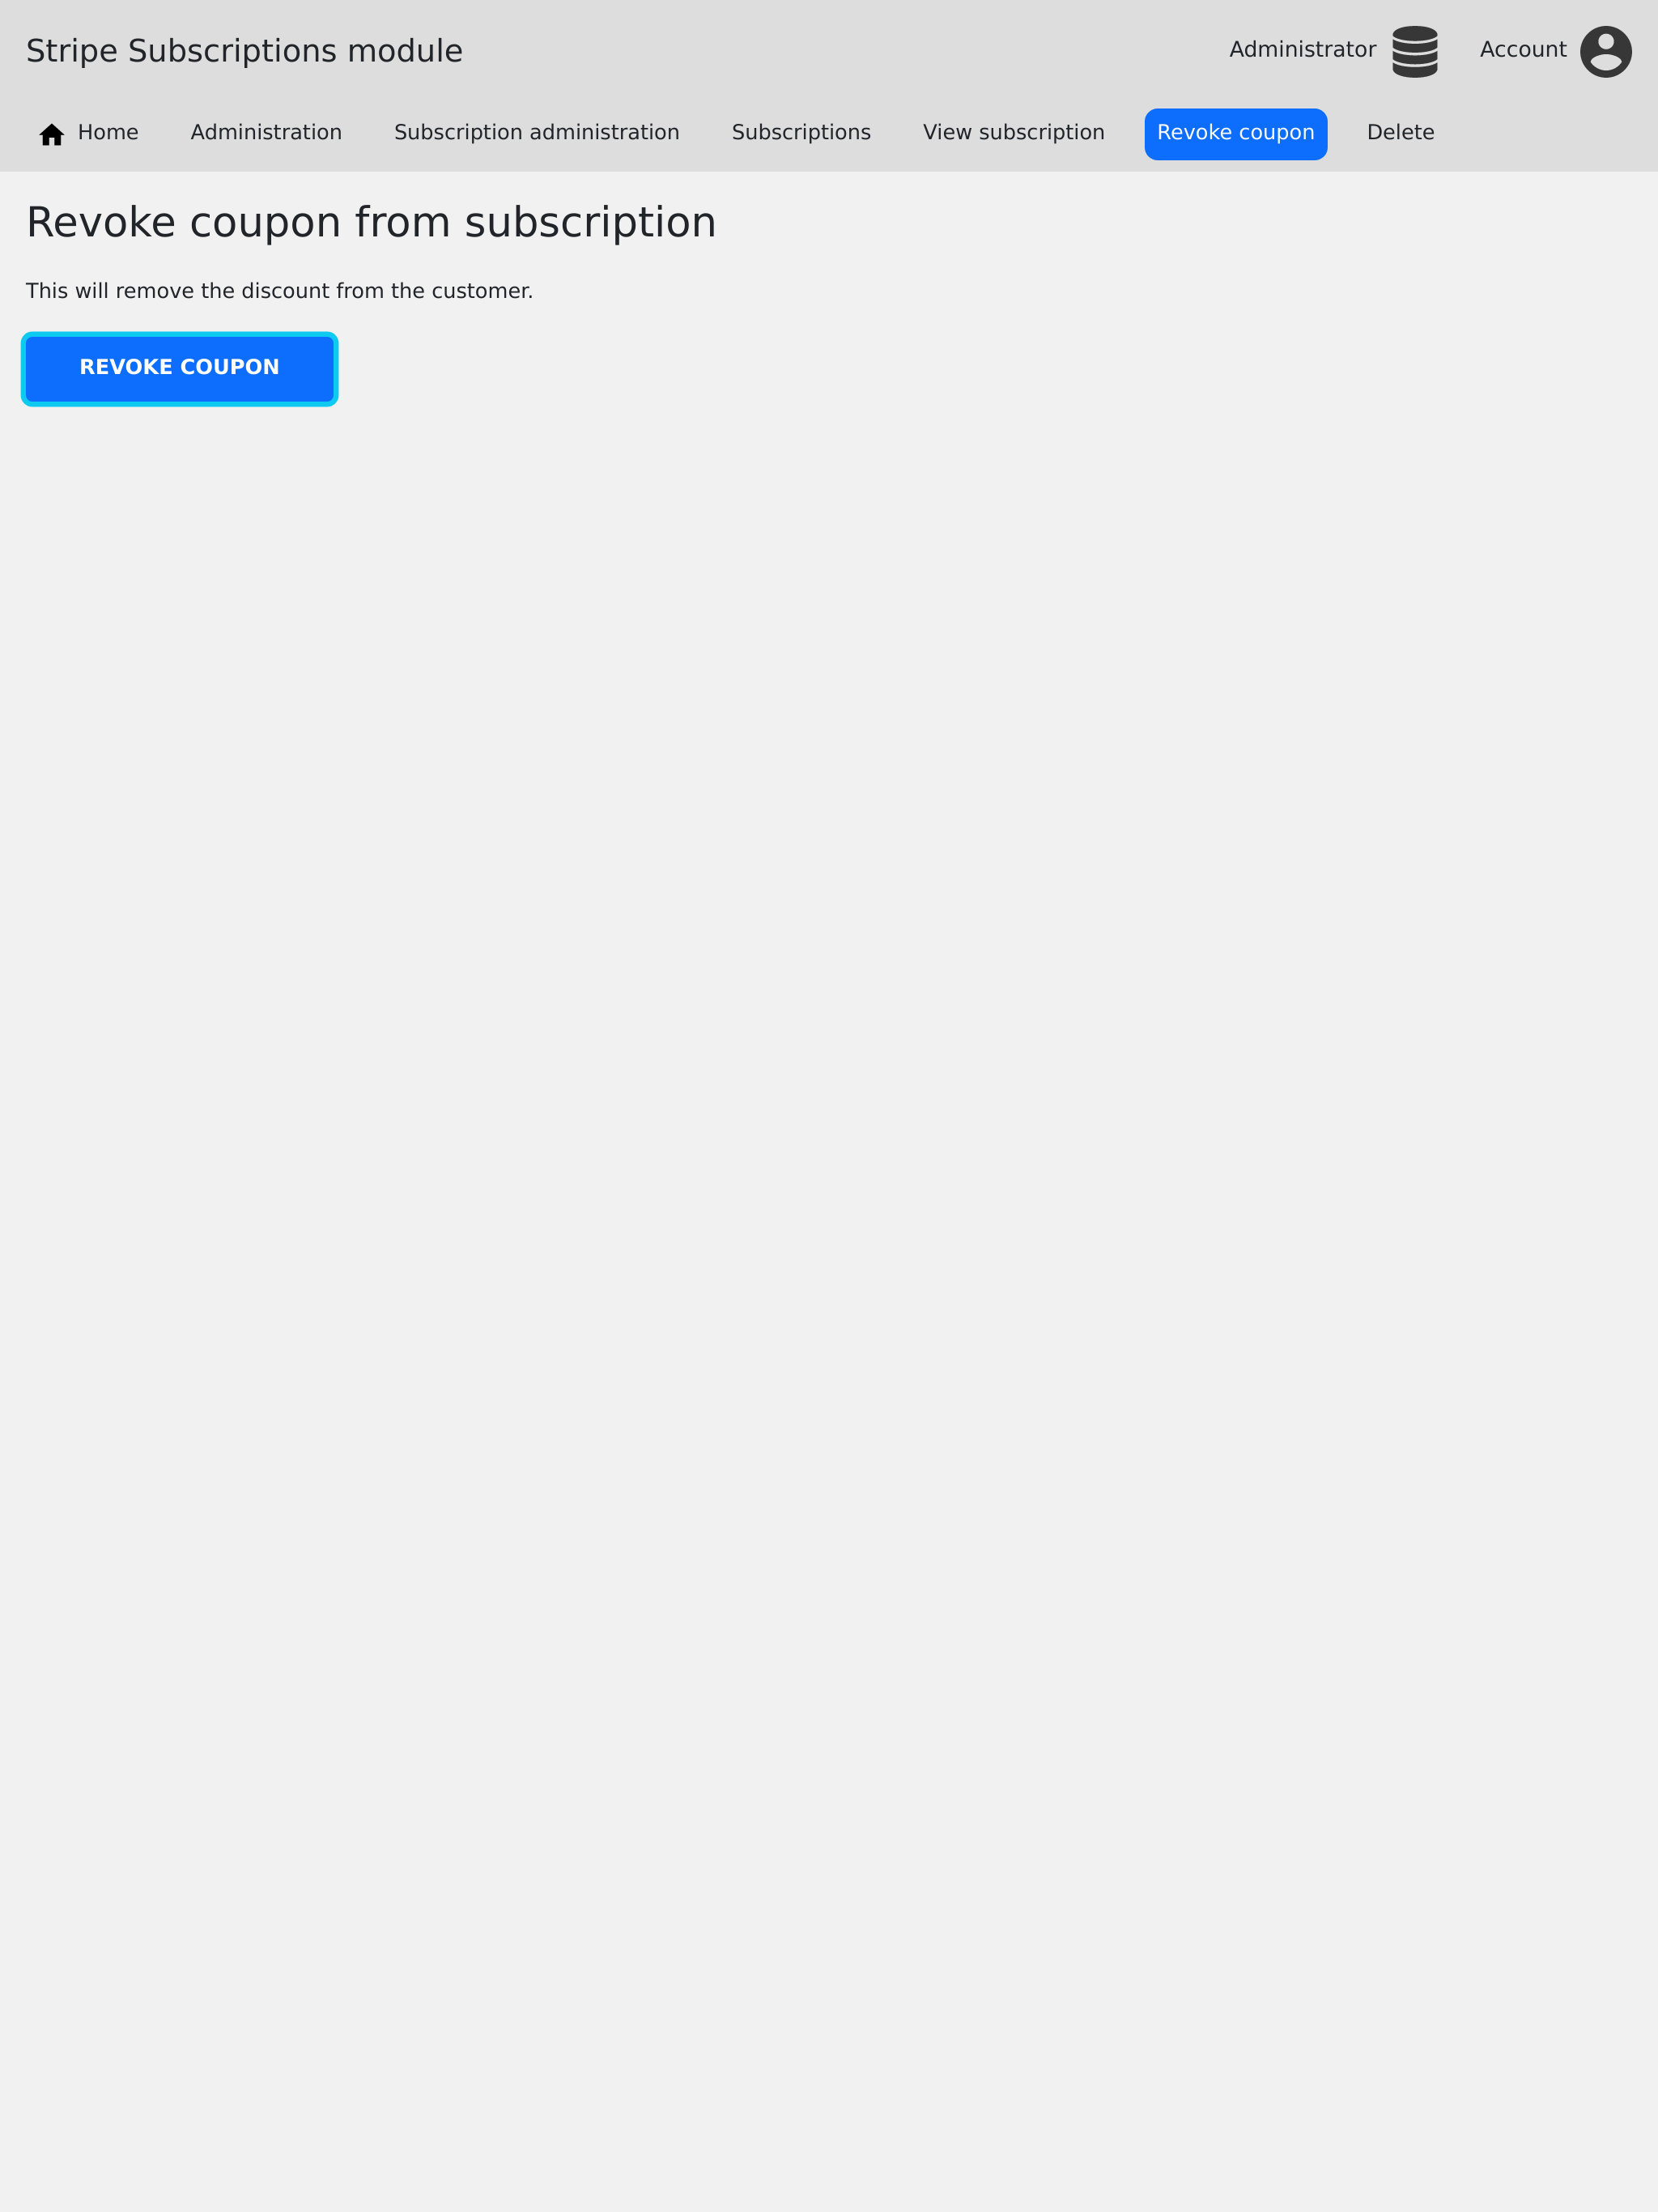 Stripe Subscriptions module
Administrator
Account
Home
Administration
Subscription administration
Subscriptions
View subscription
Revoke coupon
Delete
Revoke coupon from subscription
This will remove the discount from the customer.
REVOKE COUPON